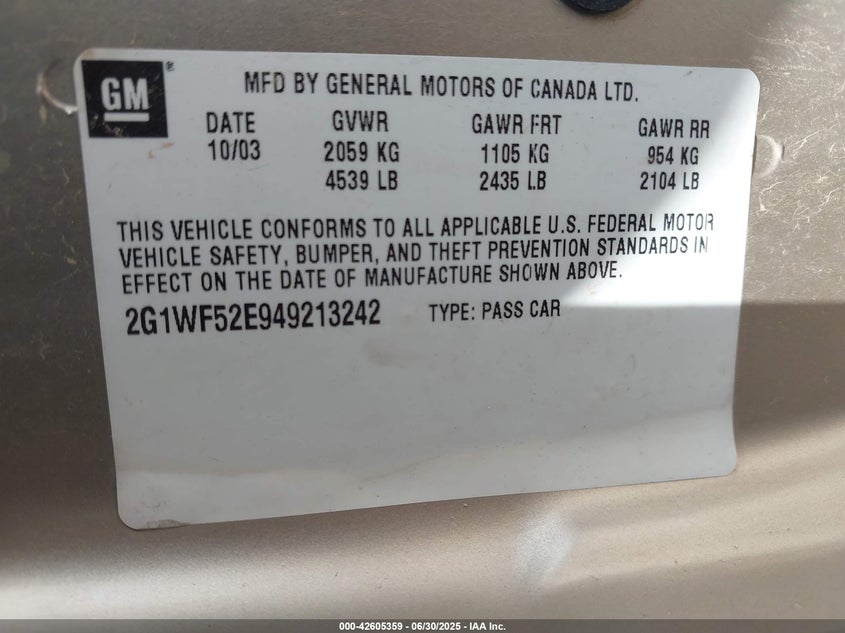 GM®
MFD BY GENERAL MOTORS OF CANADA LTD.
DATE GVWR GAWR FRT GAWR RR
10/03 2059 KG 1105 KG 954 KG
4539 LB 2435 LB 2104 LB
THIS VEHICLE CONFORMS TO ALL APPLICABLE U.S. FEDERAL MOTOR
VEHICLE SAFETY, BUMPER, AND THEFT PREVENTION STANDARDS IN
EFFECT ON THE DATE OF MANUFACTURE SHOWN ABOVE.
2G1WF52E949213242 TYPE: PASS CAR
000-42605359 - 06/30/2025 - IAA Inc.